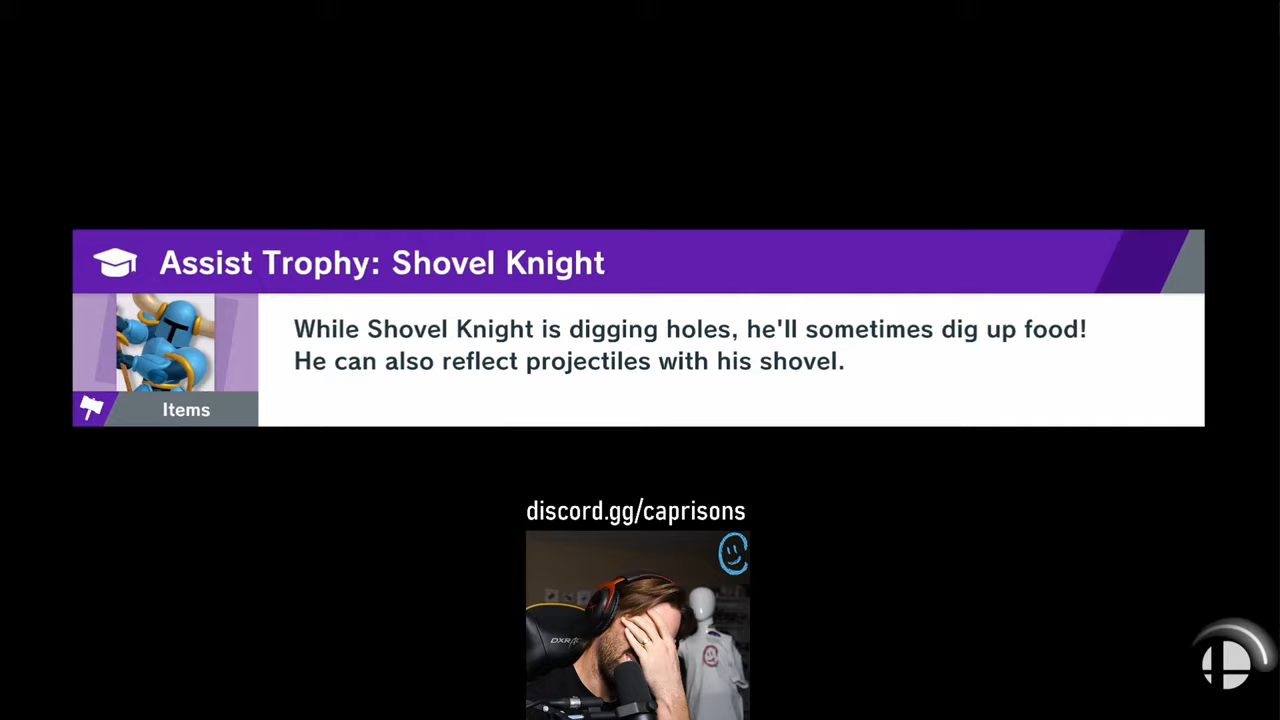 Assist Trophy: Shovel Knight
While Shovel Knight is digging holes, he'll sometimes dig up food!
He can also reflect projectiles with his shovel.
Items
discord.gg/caprisons